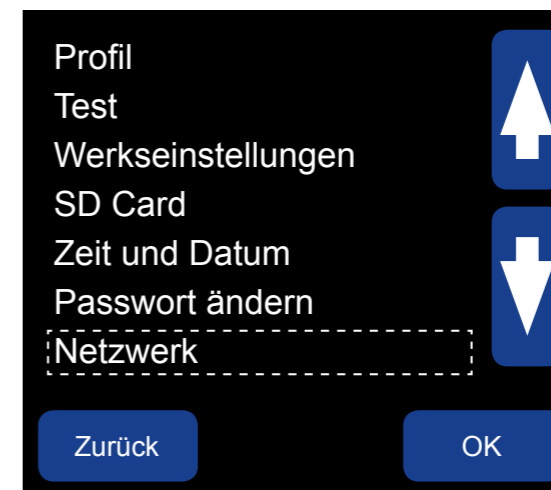 Profil
Test
Werkseinstellungen
SD Card
Zeit und Datum
Passwort ändern
Netzwerk
Zurück OK